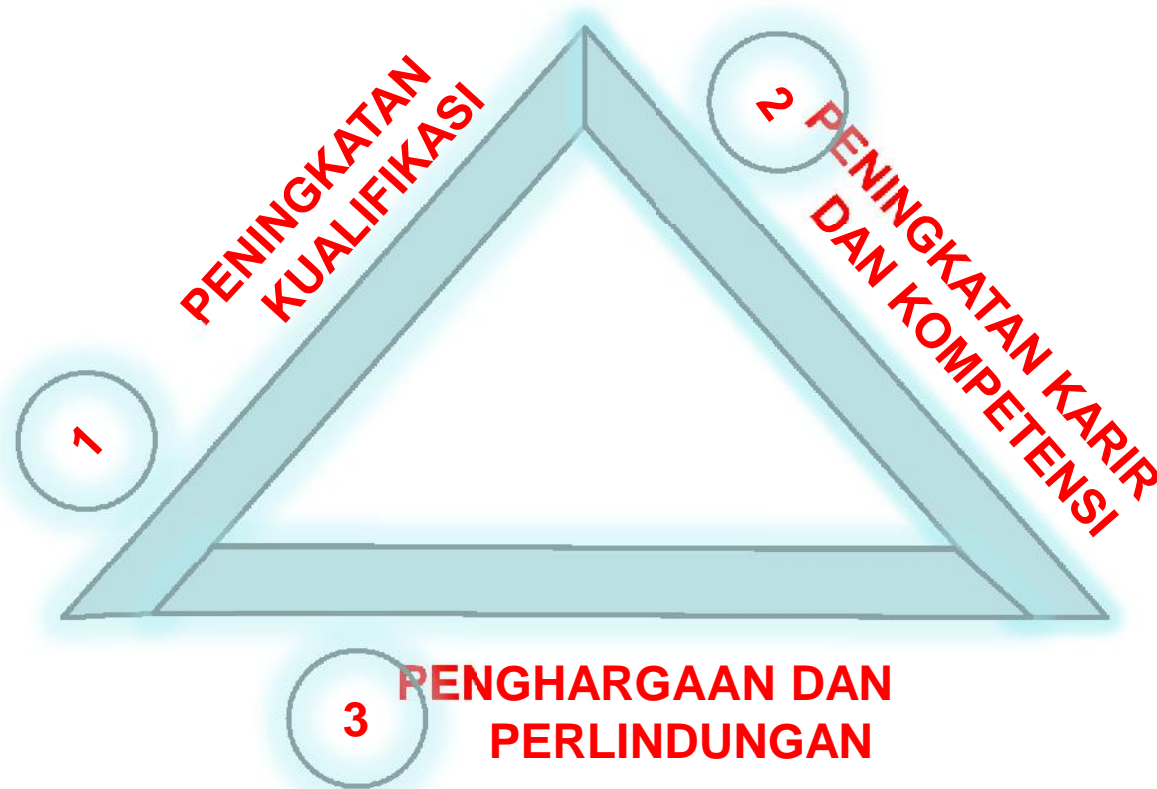 1
PENINGKATAN
KUALIFIKASI
2
PENINGKATAN KARIR
DAN KOMPETENSI
3
PENGHARGAAN DAN
PERLINDUNGAN